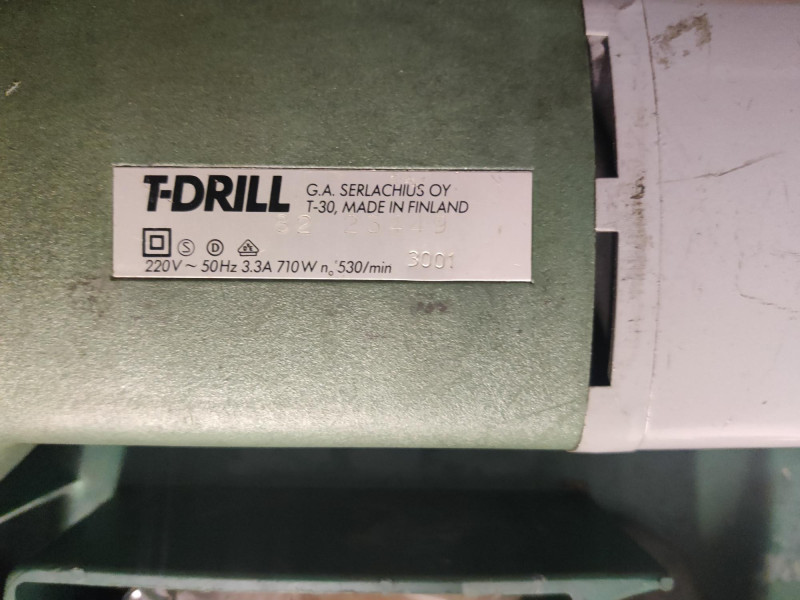 T-DRILL
G.A. SERLACHIUS OY
T-30, MADE IN FINLAND
S D
220V ~ 50Hz 3.3A 710W n₀ 530/min 3001